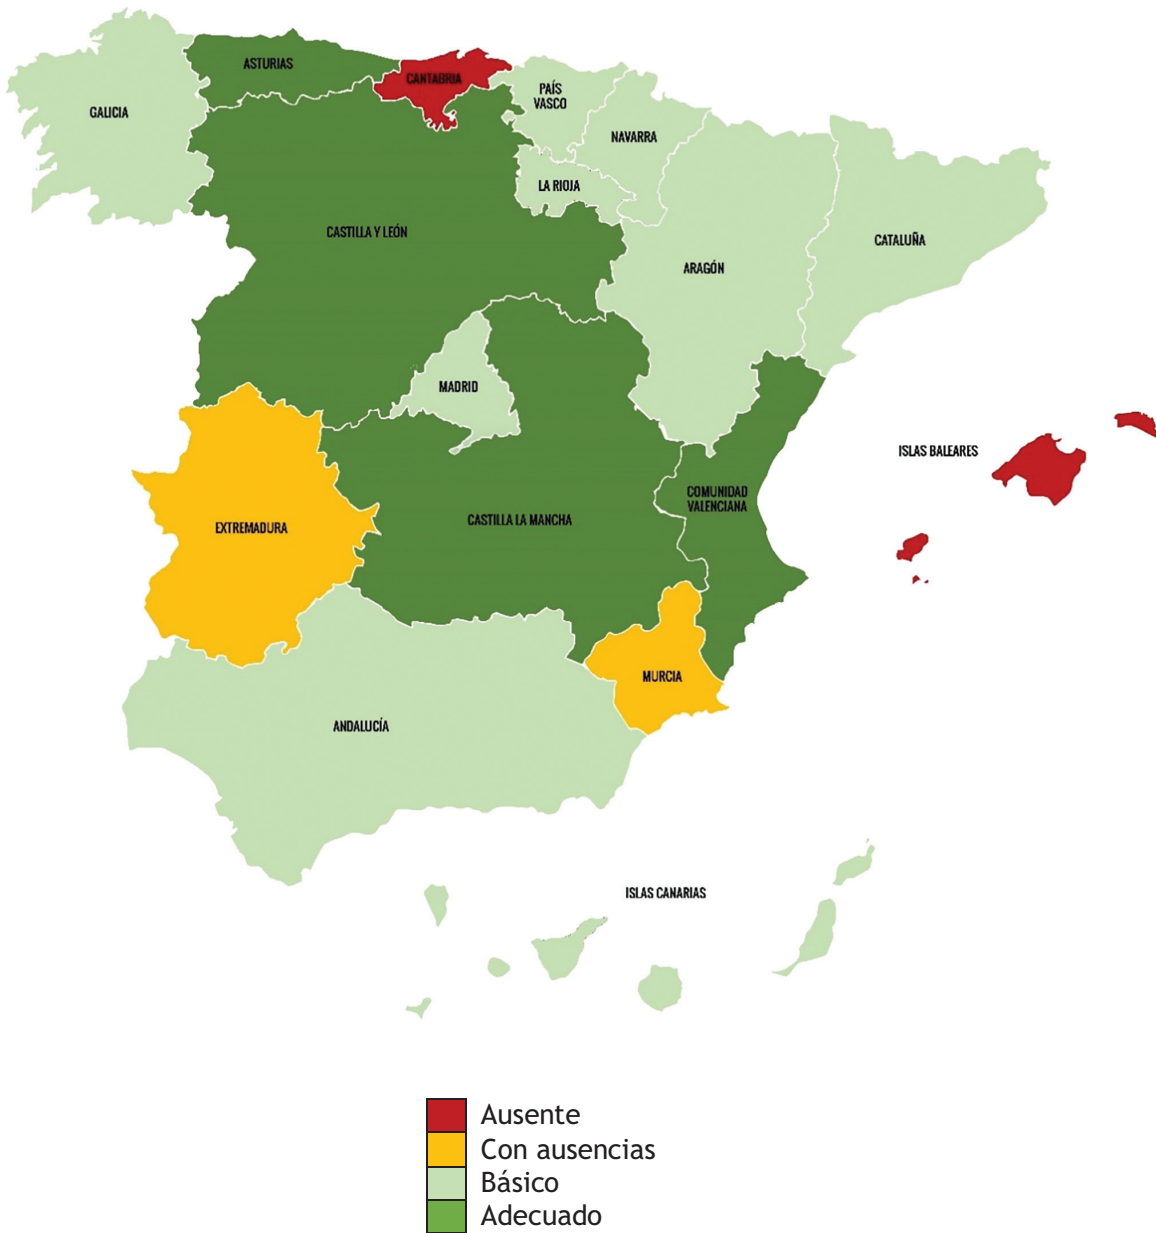 ASTURIAS
CANTABRIA
PAÍS
VASCO
GALICIA
NAVARRA
LA RIOJA
CASTILLA Y LEÓN
CATALUÑA
ARAGÓN
MADRID
ISLAS BALEARES
COMUNIDAD
VALENCIANA
CASTILLA LA MANCHA
EXTREMADURA
MURCIA
ANDALUCÍA
ISLAS CANARIAS
Ausente
Con ausencias
Básico
Adecuado